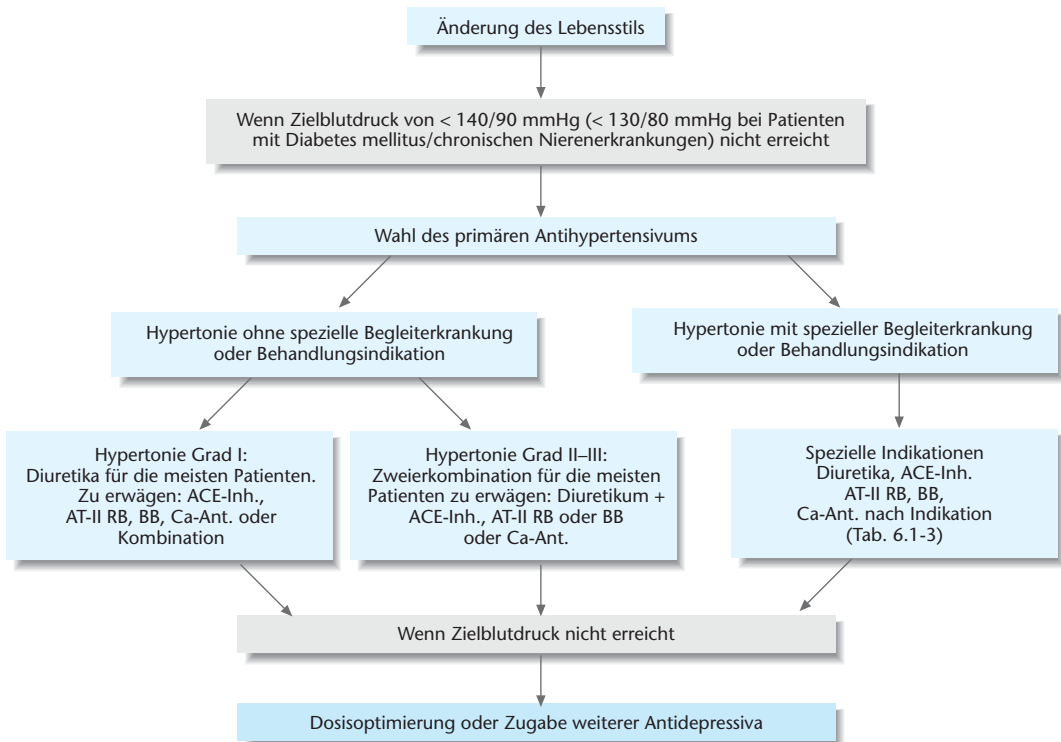 Änderung des Lebensstils
Wenn Zielblutdruck von < 140/90 mmHg (< 130/80 mmHg bei Patienten
mit Diabetes mellitus/chronischen Nierenerkrankungen) nicht erreicht
Wahl des primären Antihypertensivums
Hypertonie ohne spezielle Begleiterkrankung
oder Behandlungsindikation
Hypertonie mit spezieller Begleiterkrankung
oder Behandlungsindikation
Hypertonie Grad I:
Diuretika für die meisten Patienten.
Zu erwägen: ACE-Inh.,
AT-II RB, BB, Ca-Ant. oder
Kombination
Hypertonie Grad II–III:
Zweierkombination für die meisten
Patienten zu erwägen: Diuretikum +
ACE-Inh., AT-II RB oder BB
oder Ca-Ant.
Spezielle Indikationen
Diuretika, ACE-Inh.
AT-II RB, BB,
Ca-Ant. nach Indikation
(Tab. 6.1-3)
Wenn Zielblutdruck nicht erreicht
Dosisoptimierung oder Zugabe weiterer Antidepressiva